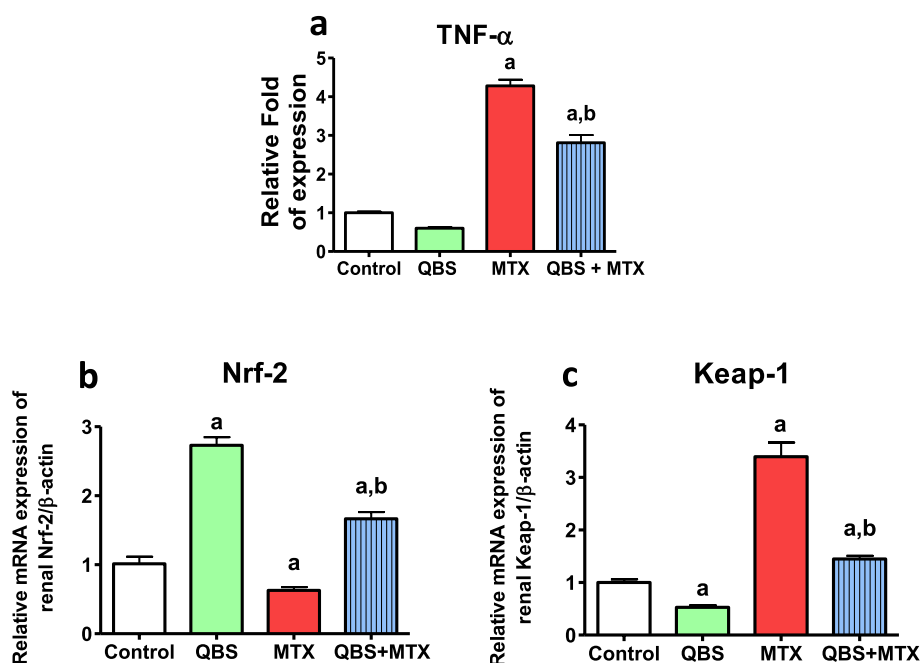 a
TNF-α
Relative Fold
of expression
5
4
3
2
1
0
a
a,b
Control
QBS
MTX
QBS + MTX
b
Nrf-2
Relative mRNA expression of
renal Nrf-2/β-actin
3
2
1
0
a
a
a,b
Control
QBS
MTX
QBS+MTX
c
Keap-1
Relative mRNA expression of
renal Keap-1/β-actin
4
3
2
1
0
a
a
a,b
Control
QBS
MTX
QBS+MTX